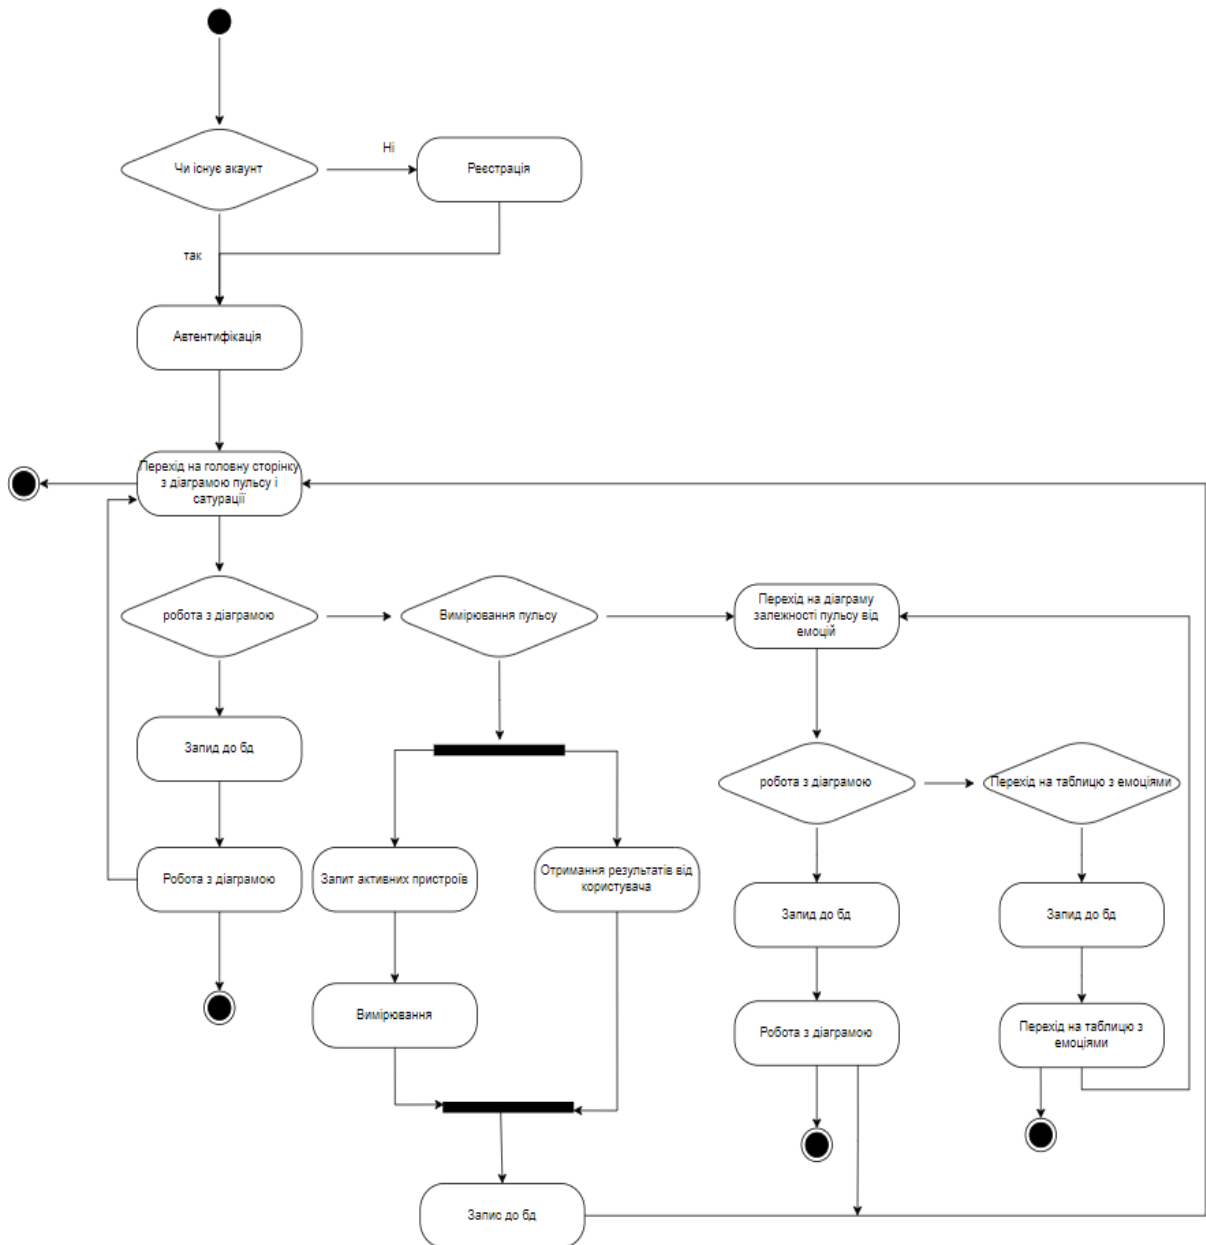 Чи існує акаунт
Ні
Реєстрація
так
Автентифікація
Перехід на головну сторінку
з діаграмою пульсу і
сатурації
робота з діаграмою
Вимірювання пульсу
Перехід на діаграму
залежності пульсу від
емоцій
Запид до бд
робота з діаграмою
Перехід на таблицю з емоціями
Робота з діаграмою
Запит активних пристроїв
Отримання результатів від
користувача
Запид до бд
Запид до бд
Вимірювання
Робота з діаграмою
Перехід на таблицю з
емоціями
Запис до бд